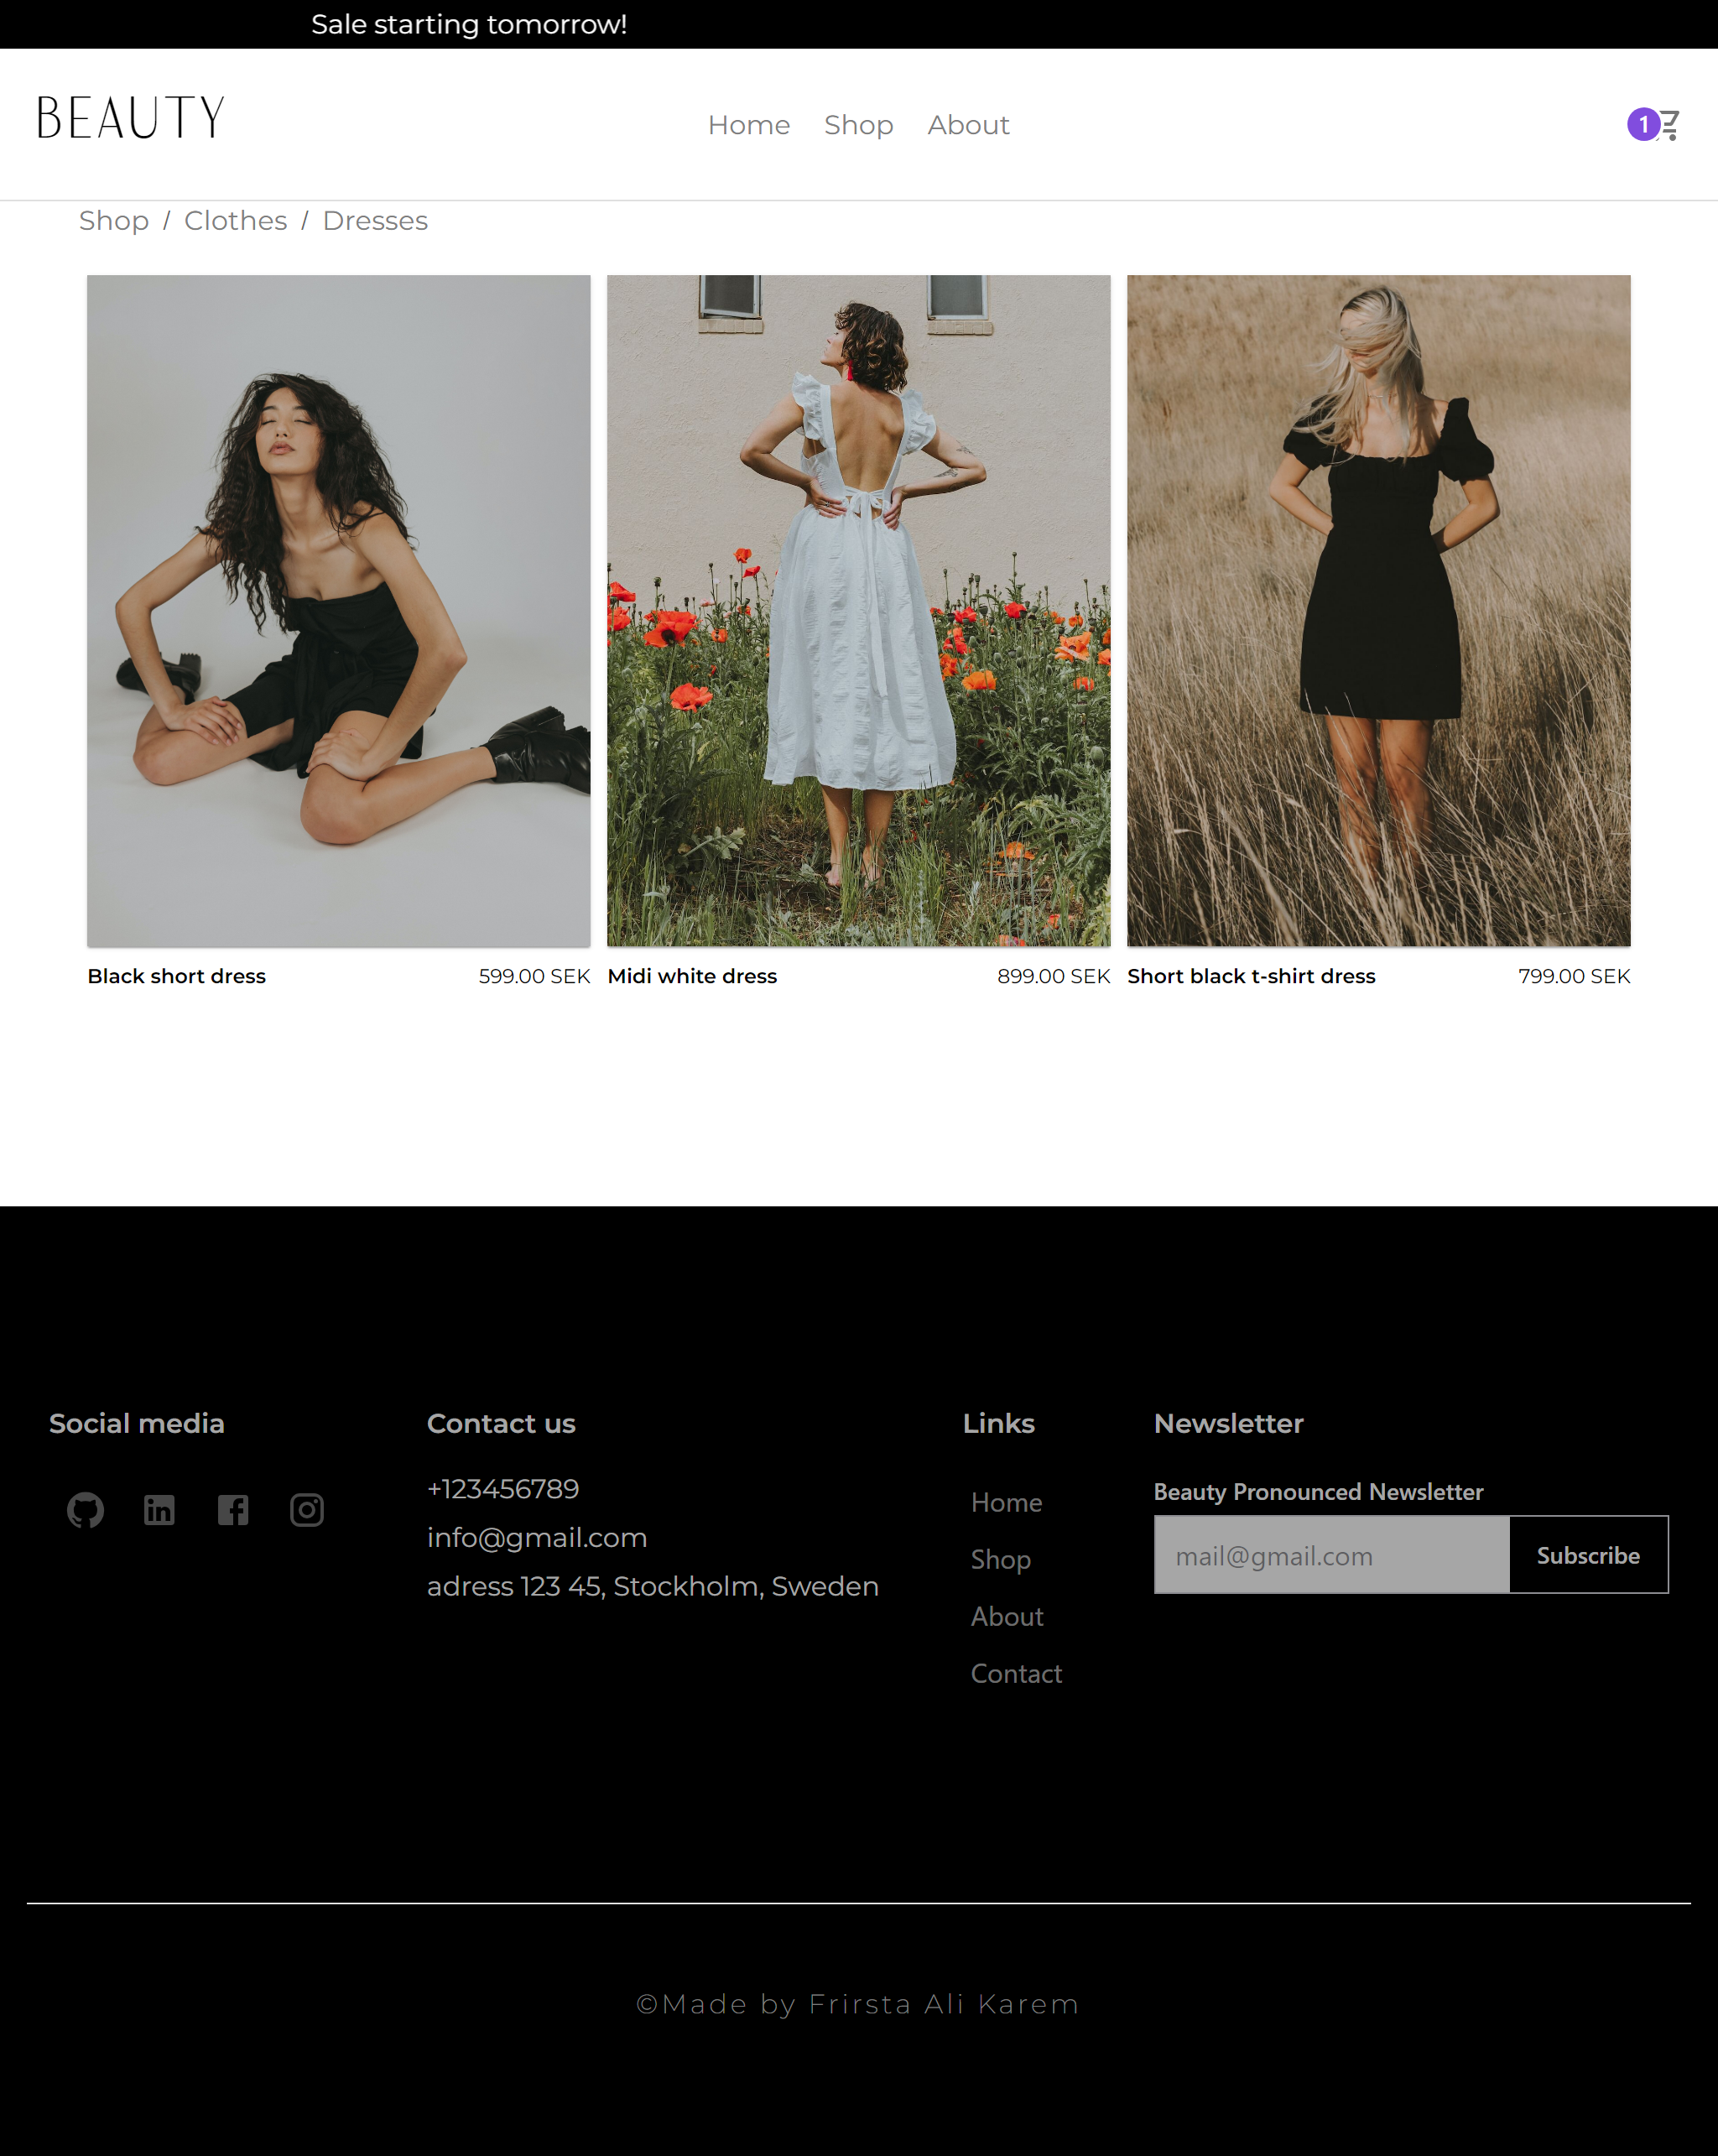 Sale starting tomorrow!
BEAUTY
Home Shop About
1
Shop / Clothes / Dresses
Black short dress 599.00 SEK
Midi white dress 899.00 SEK
Short black t-shirt dress 799.00 SEK
Social media
Contact us
+123456789
info@gmail.com
adress 123 45, Stockholm, Sweden
Links
Home
Shop
About
Contact
Newsletter
Beauty Pronounced Newsletter
mail@gmail.com Subscribe
©Made by Frirsta Ali Karem